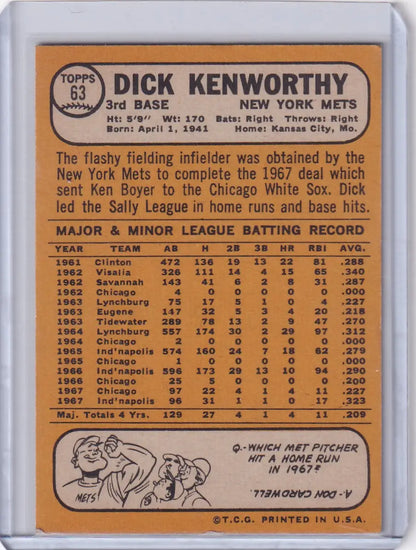 TOPPS
63
DICK KENWORTHY
3rd BASE NEW YORK METS
Ht: 5'9" Wt: 170 Bats: Right Throws: Right
Born: April 1, 1941 Home: Kansas City, Mo.
The flashy fielding infielder was obtained by the
New York Mets to complete the 1967 deal which
sent Ken Boyer to the Chicago White Sox. Dick
led the Sally League in home runs and base hits.
MAJOR & MINOR LEAGUE BATTING RECORD
YEAR TEAM AB H 2B 3B HR RBI AVG.
1961 Clinton 472 136 19 13 22 81 .288
1962 Visalia 326 111 14 4 15 65 .340
1962 Savannah 143 41 6 2 8 31 .287
1962 Chicago 4 0 0 0 0 0 .000
1963 Lynchburg 75 17 5 1 0 4 .227
1963 Eugene 147 32 5 3 4 20 .218
1963 Tidewater 289 78 13 2 9 47 .270
1964 Lynchburg 557 174 30 2 29 97 .312
1964 Chicago 2 0 0 0 0 0 .000
1965 Ind'napolis 574 160 24 7 18 62 .279
1965 Chicago 1 0 0 0 0 0 .000
1966 Ind'napolis 596 173 29 13 10 94 .290
1966 Chicago 25 5 0 0 0 0 .200
1967 Chicago 97 22 4 1 4 11 .227
1967 Ind'napolis 96 31 1 1 3 17 .323
Maj. Totals 4 Yrs. 129 27 4 1 4 11 .209
METS
Q-WHICH MET PITCHER
HIT A HOME RUN
IN 1967?
A- DON CARDWELL.
©T.C.G. PRINTED IN U.S.A.